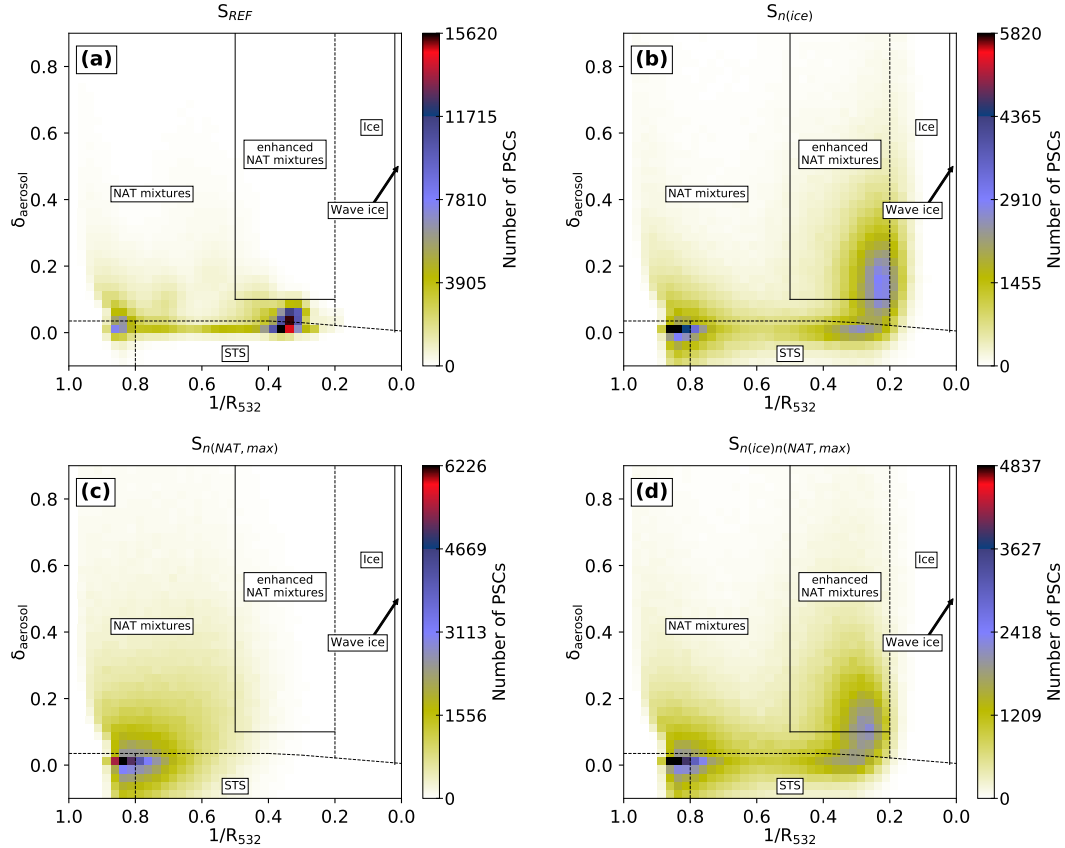 S_REF
(a)
NAT mixtures
enhanced
NAT mixtures
Ice
Wave ice
STS
0.8
0.6
0.4
0.2
0.0
δ_aerosol
1.0 0.8 0.6 0.4 0.2 0.0
1/R_532
15620
11715
7810
3905
0
Number of PSCs
S_n(ice)
(b)
NAT mixtures
enhanced
NAT mixtures
Ice
Wave ice
STS
0.8
0.6
0.4
0.2
0.0
δ_aerosol
1.0 0.8 0.6 0.4 0.2 0.0
1/R_532
5820
4365
2910
1455
0
Number of PSCs
S_n(NAT, max)
(c)
NAT mixtures
enhanced
NAT mixtures
Ice
Wave ice
STS
0.8
0.6
0.4
0.2
0.0
δ_aerosol
1.0 0.8 0.6 0.4 0.2 0.0
1/R_532
6226
4669
3113
1556
0
Number of PSCs
S_n(ice)n(NAT, max)
(d)
NAT mixtures
enhanced
NAT mixtures
Ice
Wave ice
STS
0.8
0.6
0.4
0.2
0.0
δ_aerosol
1.0 0.8 0.6 0.4 0.2 0.0
1/R_532
4837
3627
2418
1209
0
Number of PSCs